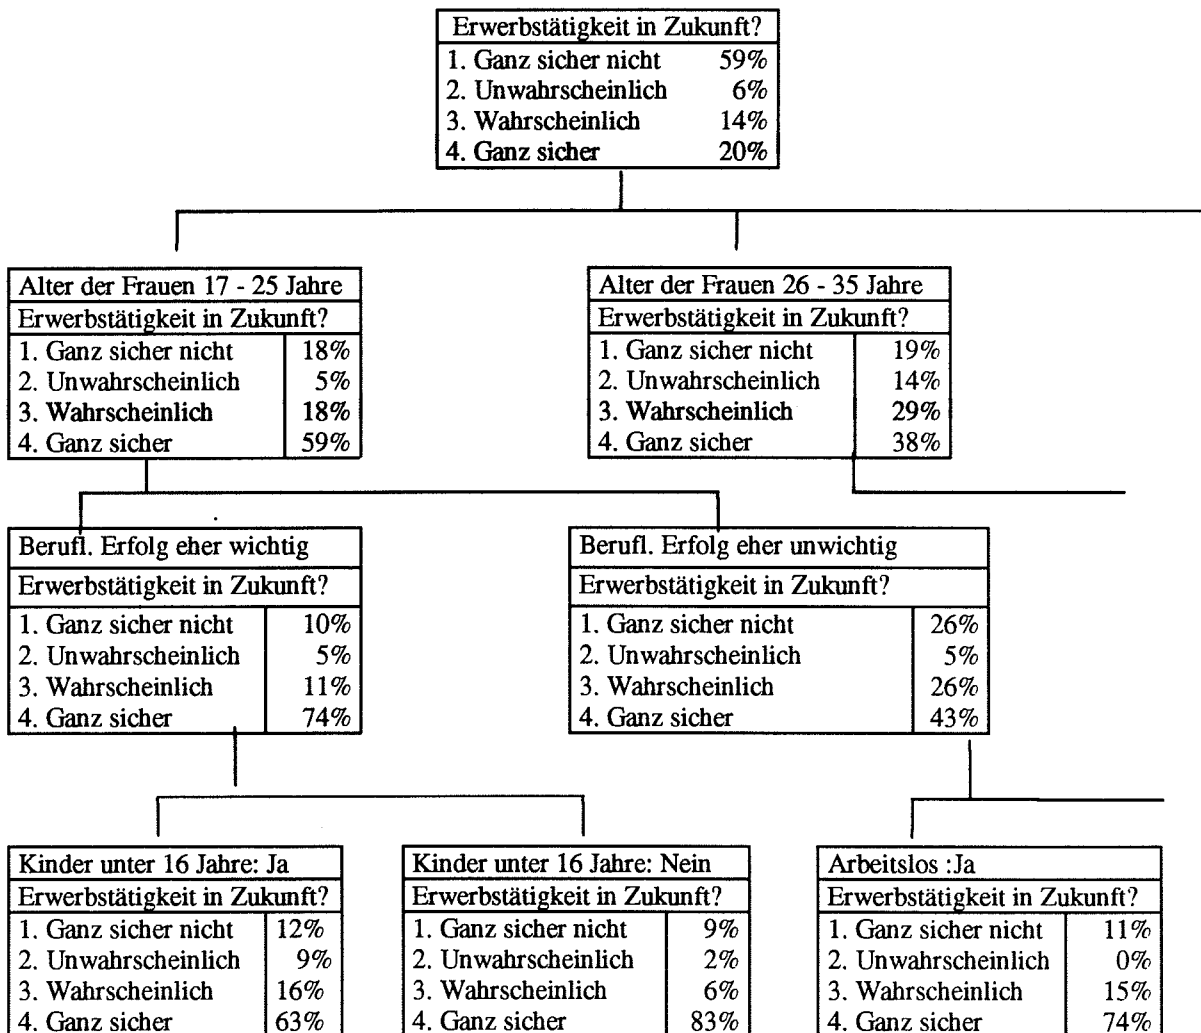 Erwerbstätigkeit in Zukunft?
1. Ganz sicher nicht 59%
2. Unwahrscheinlich 6%
3. Wahrscheinlich 14%
4. Ganz sicher 20%
Alter der Frauen 17 - 25 Jahre
Erwerbstätigkeit in Zukunft?
1. Ganz sicher nicht 18%
2. Unwahrscheinlich 5%
3. Wahrscheinlich 18%
4. Ganz sicher 59%
Alter der Frauen 26 - 35 Jahre
Erwerbstätigkeit in Zukunft?
1. Ganz sicher nicht 19%
2. Unwahrscheinlich 14%
3. Wahrscheinlich 29%
4. Ganz sicher 38%
Berufl. Erfolg eher wichtig
Erwerbstätigkeit in Zukunft?
1. Ganz sicher nicht 10%
2. Unwahrscheinlich 5%
3. Wahrscheinlich 11%
4. Ganz sicher 74%
Berufl. Erfolg eher unwichtig
Erwerbstätigkeit in Zukunft?
1. Ganz sicher nicht 26%
2. Unwahrscheinlich 5%
3. Wahrscheinlich 26%
4. Ganz sicher 43%
Kinder unter 16 Jahre: Ja
Erwerbstätigkeit in Zukunft?
1. Ganz sicher nicht 12%
2. Unwahrscheinlich 9%
3. Wahrscheinlich 16%
4. Ganz sicher 63%
Kinder unter 16 Jahre: Nein
Erwerbstätigkeit in Zukunft?
1. Ganz sicher nicht 9%
2. Unwahrscheinlich 2%
3. Wahrscheinlich 6%
4. Ganz sicher 83%
Arbeitslos :Ja
Erwerbstätigkeit in Zukunft?
1. Ganz sicher nicht 11%
2. Unwahrscheinlich 0%
3. Wahrscheinlich 15%
4. Ganz sicher 74%